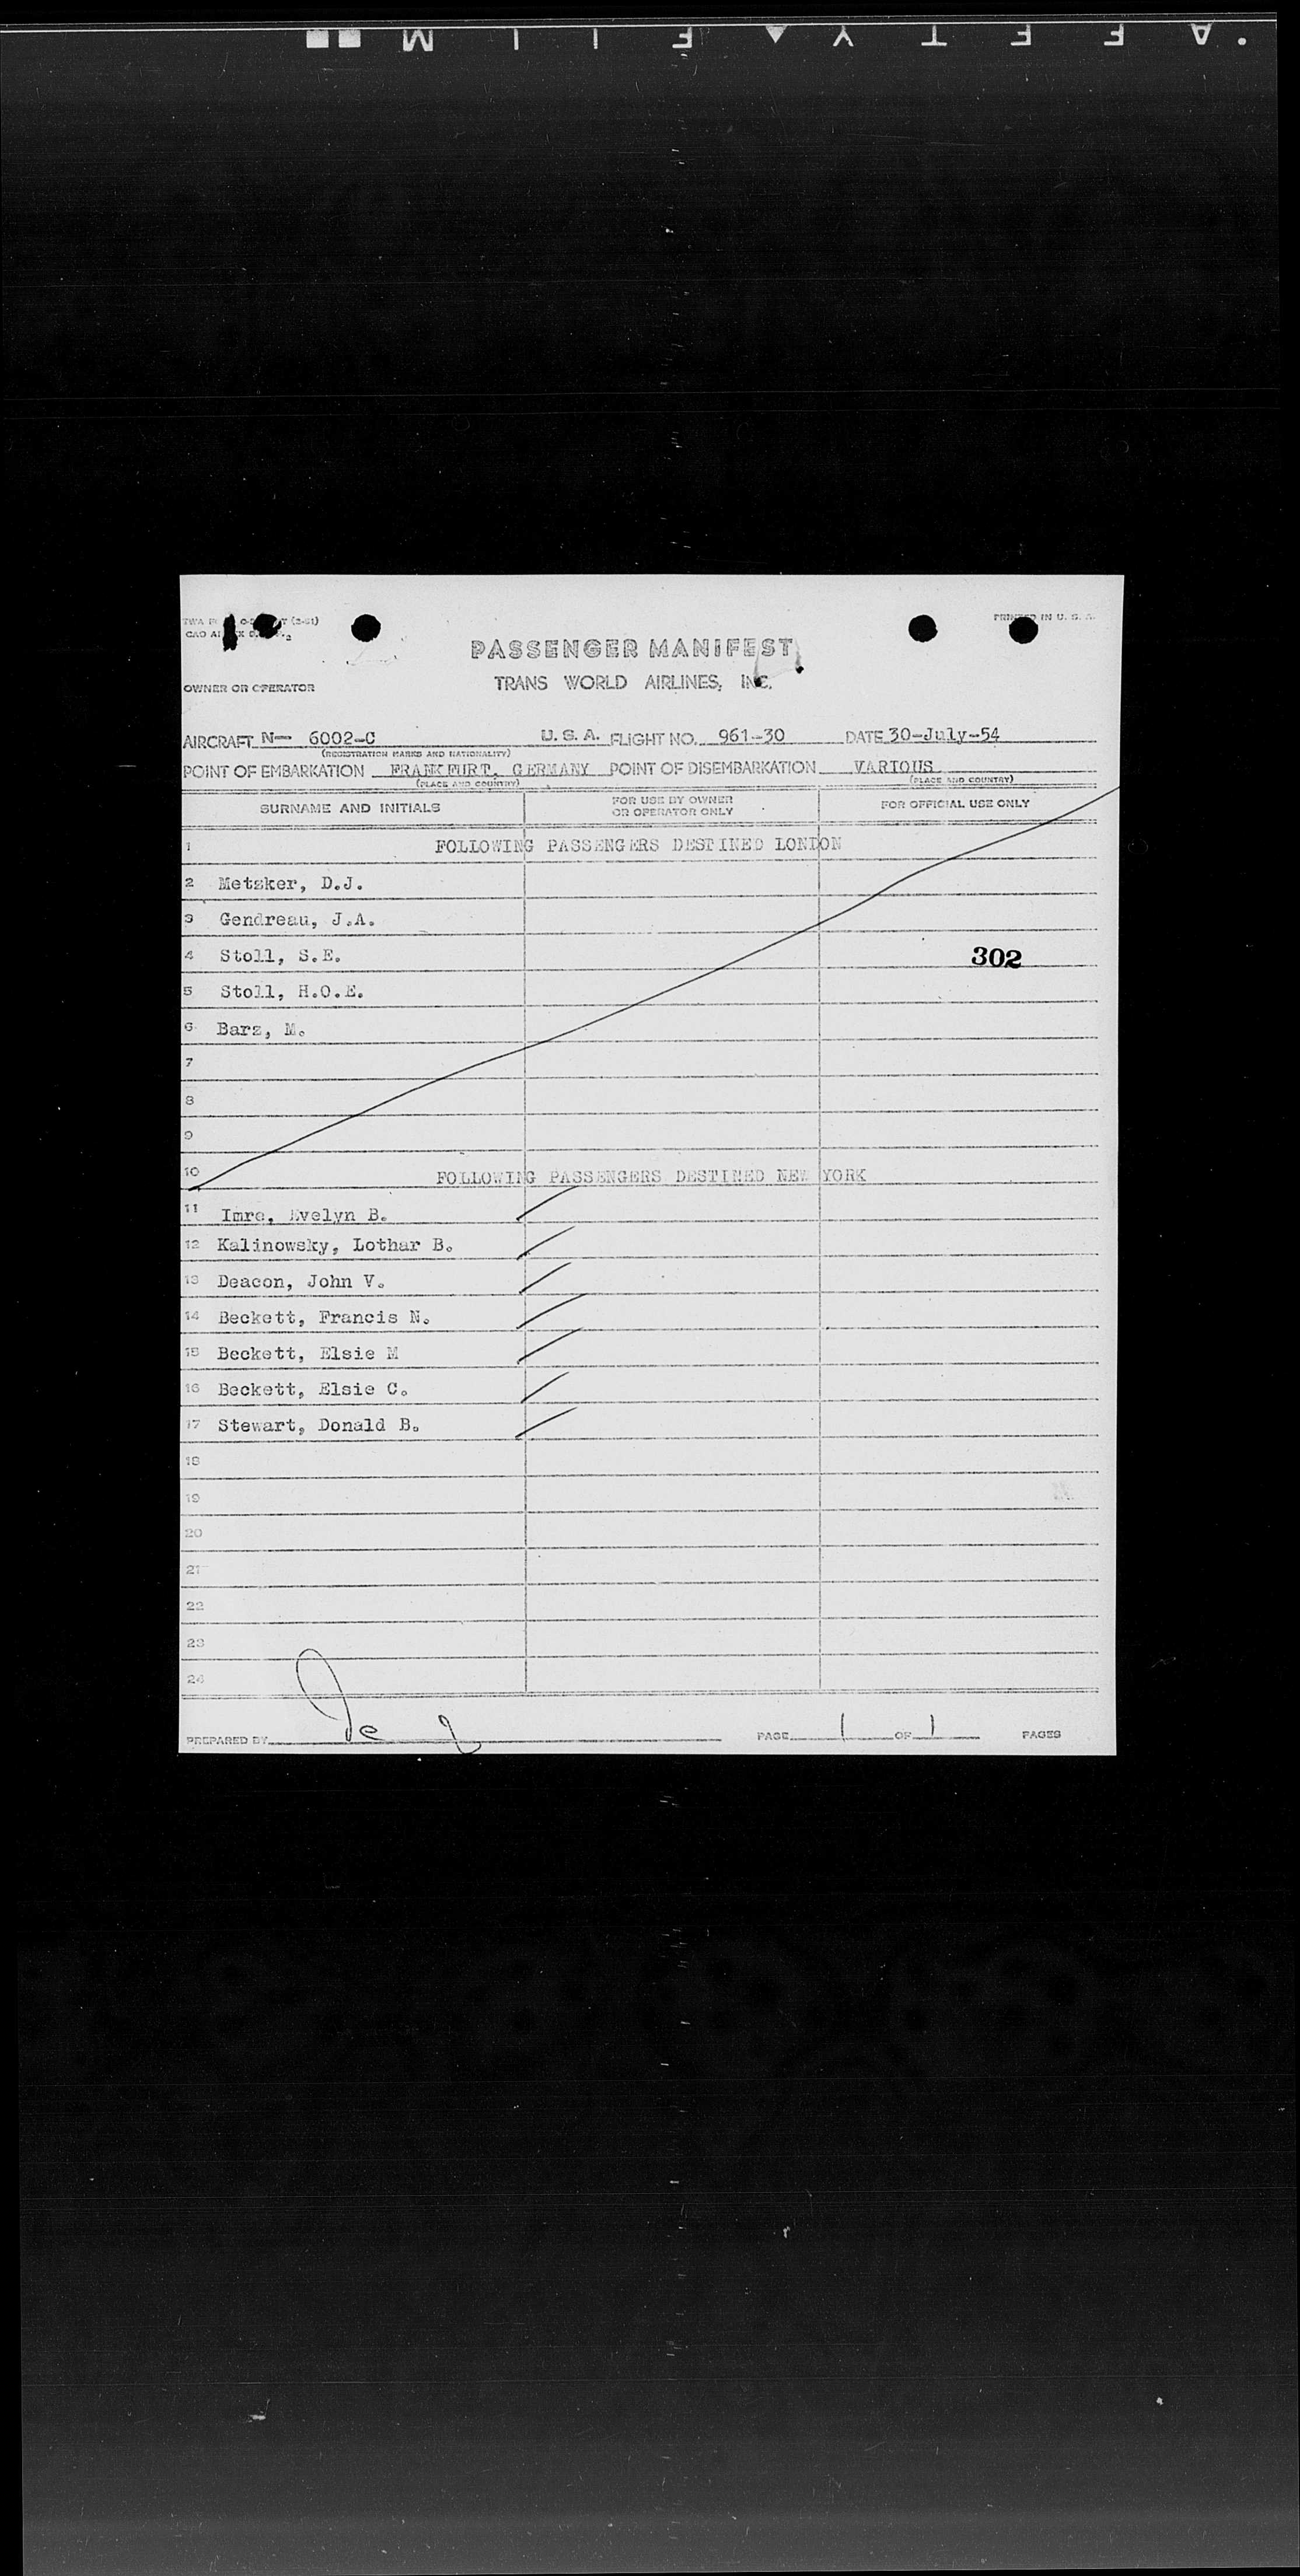 SAFETY FILM
PRINTED IN U. S. A.
PASSENGER MANIFEST
OWNER OR OPERATOR
TRANS WORLD AIRLINES, INC.
AIRCRAFT N- 6002-C U. S. A. FLIGHT NO. 961-30 DATE 30-July-54
(REGISTRATION MARKS AND NATIONALITY)
POINT OF EMBARKATION FRANKFURT, GERMANY POINT OF DISEMBARKATION VARIOUS
(PLACE AND COUNTRY) (PLACE AND COUNTRY)
SURNAME AND INITIALS FOR USE BY OWNER OR OPERATOR ONLY FOR OFFICIAL USE ONLY
1 FOLLOWING PASSENGERS DESTINED LONDON
2 Metzker, D.J.
3 Gendreau, J.A.
4 Stoll, S.E. 302
5 Stoll, H.O.E.
6 Barz, M.
7
8
9
10 FOLLOWING PASSENGERS DESTINED NEW YORK
11 Imre, Evelyn B.
12 Kalinowsky, Lothar B.
13 Deacon, John V.
14 Beckett, Francis N.
15 Beckett, Elsie M
16 Beckett, Elsie C.
17 Stewart, Donald B.
18
19
20
21
22
23
24
PREPARED BY PAGE 1 OF 1 PAGES